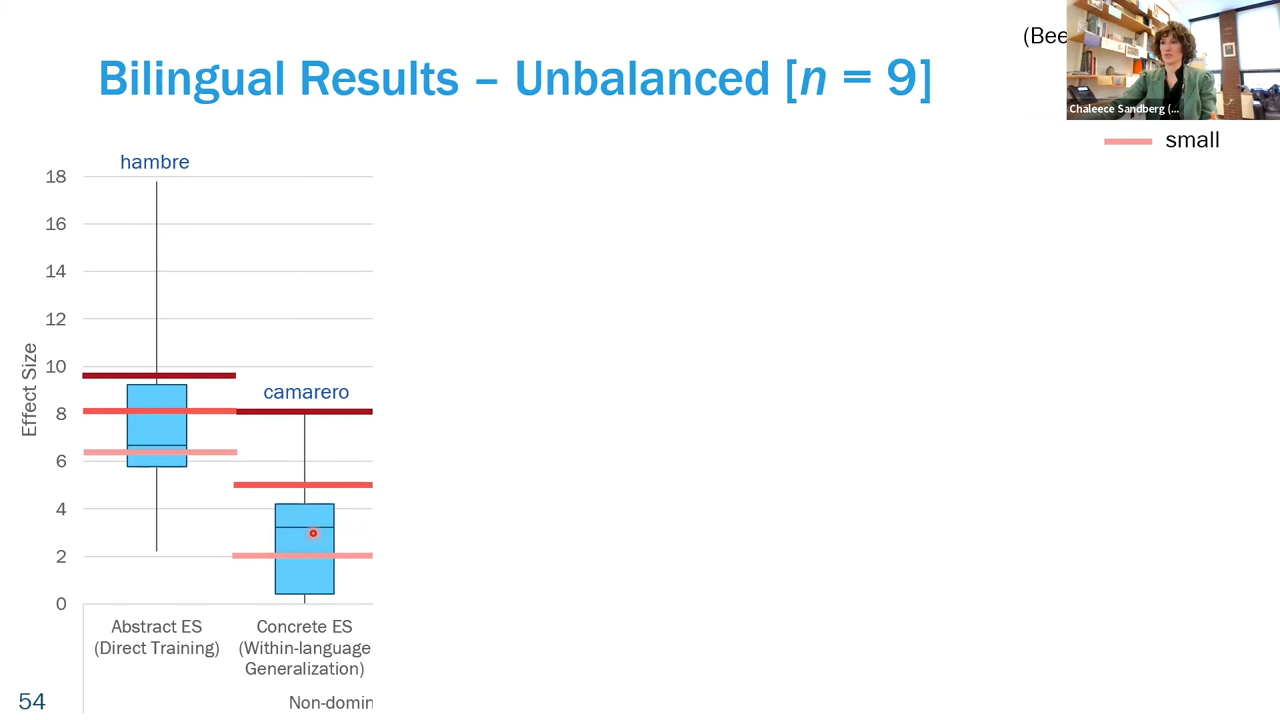 (Bee
Bilingual Results – Unbalanced [n = 9]
Chaleece Sandberg (...
small
hambre
18
16
14
12
10
8
6
4
2
0
Effect Size
camarero
Abstract ES
(Direct Training)
Concrete ES
(Within-language
Generalization)
Non-domin
54